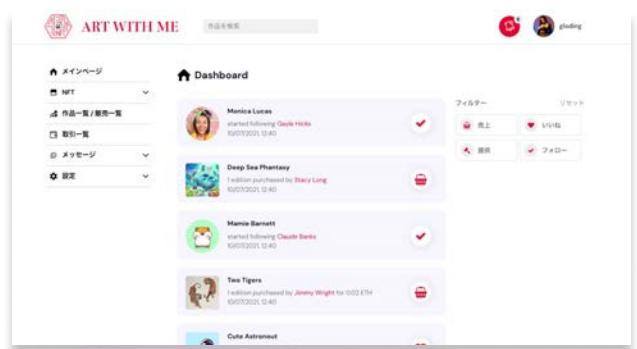 ART WITH ME
作品を検索
gloding
メインページ
NFT
作品一覧/販売一覧
取引一覧
メッセージ
設定
Dashboard
Monica Lucas
started following Gayle Hicks
10/07/2021, 12:40
Deep Sea Phantasy
1 edition purchased by Stacy Long
10/07/2021, 12:40
Mamie Barnett
started following Claude Banks
10/07/2021, 12:40
Two Tigers
1 edition purchased by Jimmy Wright for 0.02 ETH
10/07/2021, 12:40
Cute Astronout
フィルター
リセット
売上
いいね
提供
フォロー